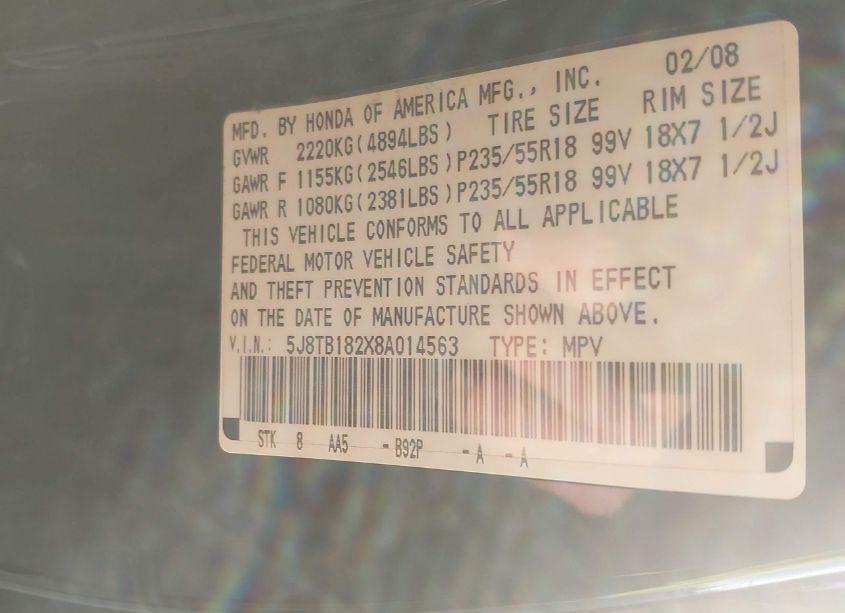 MFD. BY HONDA OF AMERICA MFG., INC. 02/08
GVWR 2220KG(4894LBS) TIRE SIZE RIM SIZE
GAWR F 1155KG(2546LBS)P235/55R18 99V 18X7 1/2J
GAWR R 1080KG(2381LBS)P235/55R18 99V 18X7 1/2J
THIS VEHICLE CONFORMS TO ALL APPLICABLE
FEDERAL MOTOR VEHICLE SAFETY
AND THEFT PREVENTION STANDARDS IN EFFECT
ON THE DATE OF MANUFACTURE SHOWN ABOVE.
V.I.N.: 5J8TB182X8A014563 TYPE: MPV
STK 8 AA5 - B92P - A - A